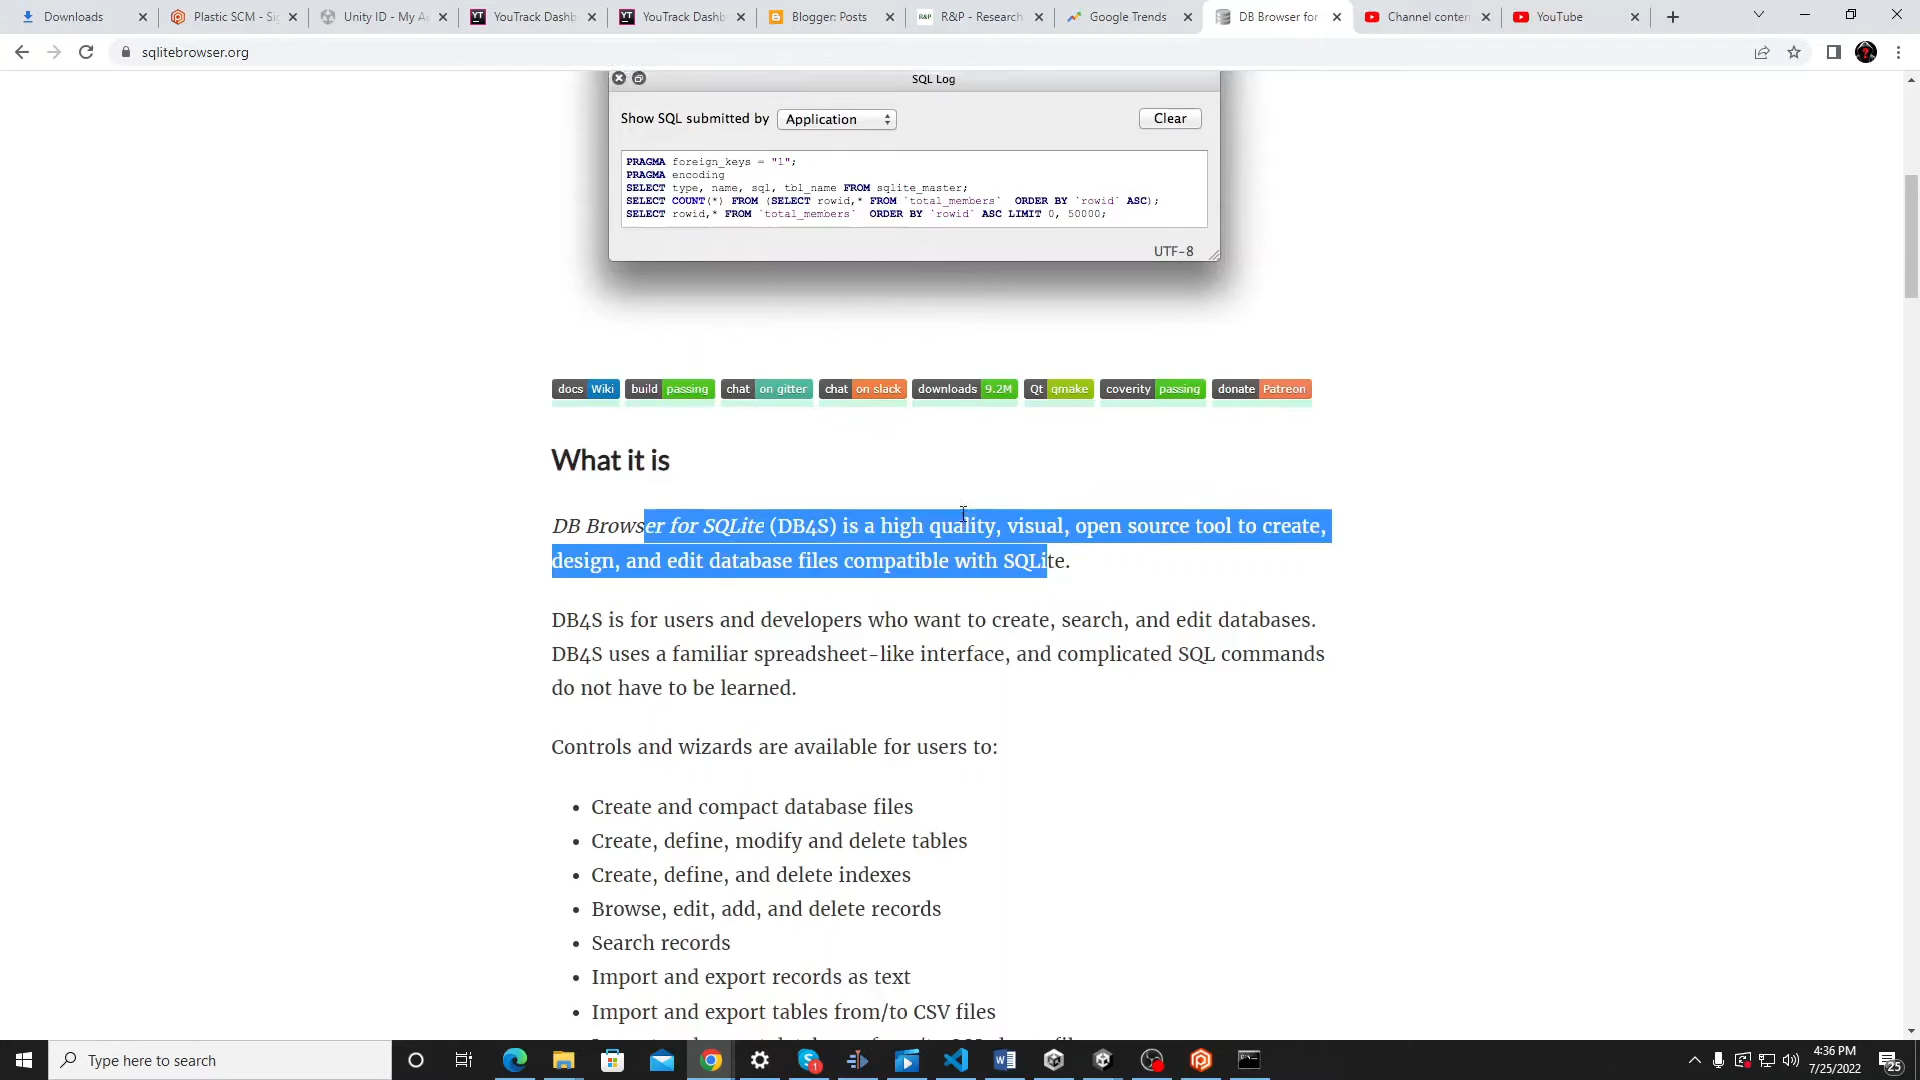 Downloads
Plastic SCM - Si
Unity ID - My A
YouTrack Dashb
YouTrack Dashb
Blogger: Posts
R&P - Research
Google Trends
DB Browser for
Channel conten
YouTube
sqlitebrowser.org
SQL Log
Show SQL submitted by Application Clear
PRAGMA foreign_keys = "1";
PRAGMA encoding
SELECT type, name, sql, tbl_name FROM sqlite_master;
SELECT COUNT(*) FROM (SELECT rowid,* FROM `total_members` ORDER BY `rowid` ASC);
SELECT rowid,* FROM `total_members` ORDER BY `rowid` ASC LIMIT 0, 50000;
UTF-8
docs Wiki build passing chat on gitter chat on slack downloads 9.2M Qt qmake coverity passing donate Patreon
What it is
DB Browser for SQLite (DB4S) is a high quality, visual, open source tool to create,
design, and edit database files compatible with SQLite.
DB4S is for users and developers who want to create, search, and edit databases.
DB4S uses a familiar spreadsheet-like interface, and complicated SQL commands
do not have to be learned.
Controls and wizards are available for users to:
• Create and compact database files
• Create, define, modify and delete tables
• Create, define, and delete indexes
• Browse, edit, add, and delete records
• Search records
• Import and export records as text
• Import and export tables from/to CSV files
Type here to search
4:36 PM
7/25/2022
25